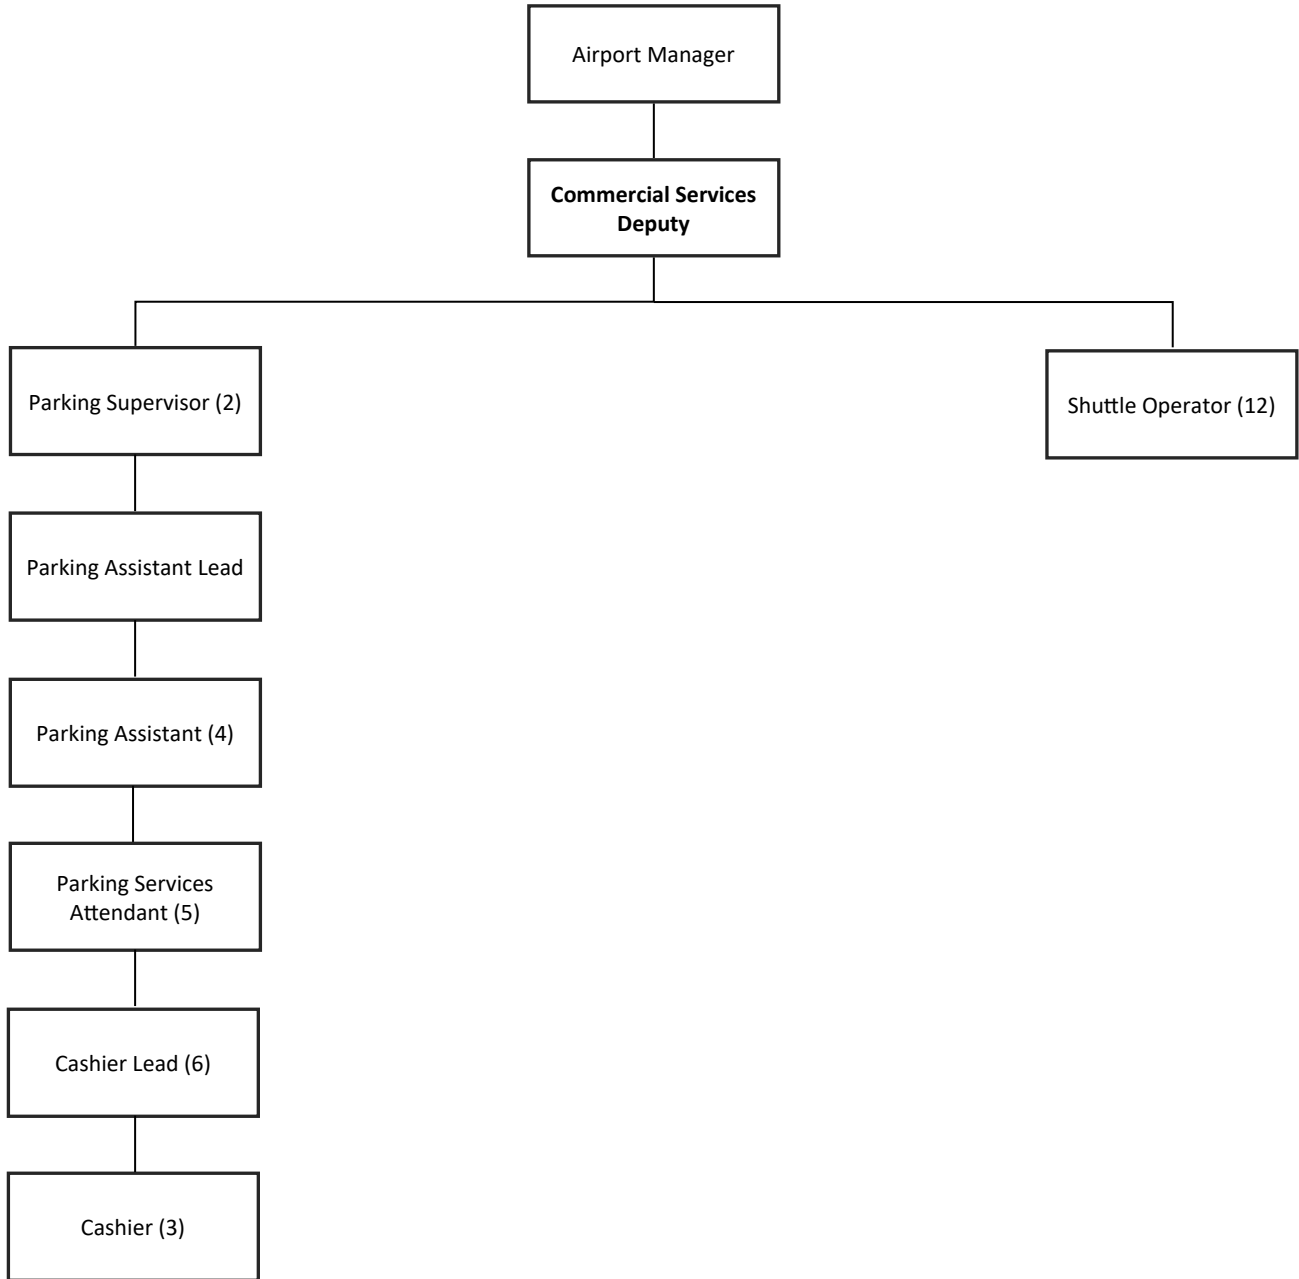 Airport Manager
Commercial Services
Deputy
Parking Supervisor (2)
Shuttle Operator (12)
Parking Assistant Lead
Parking Assistant (4)
Parking Services
Attendant (5)
Cashier Lead (6)
Cashier (3)